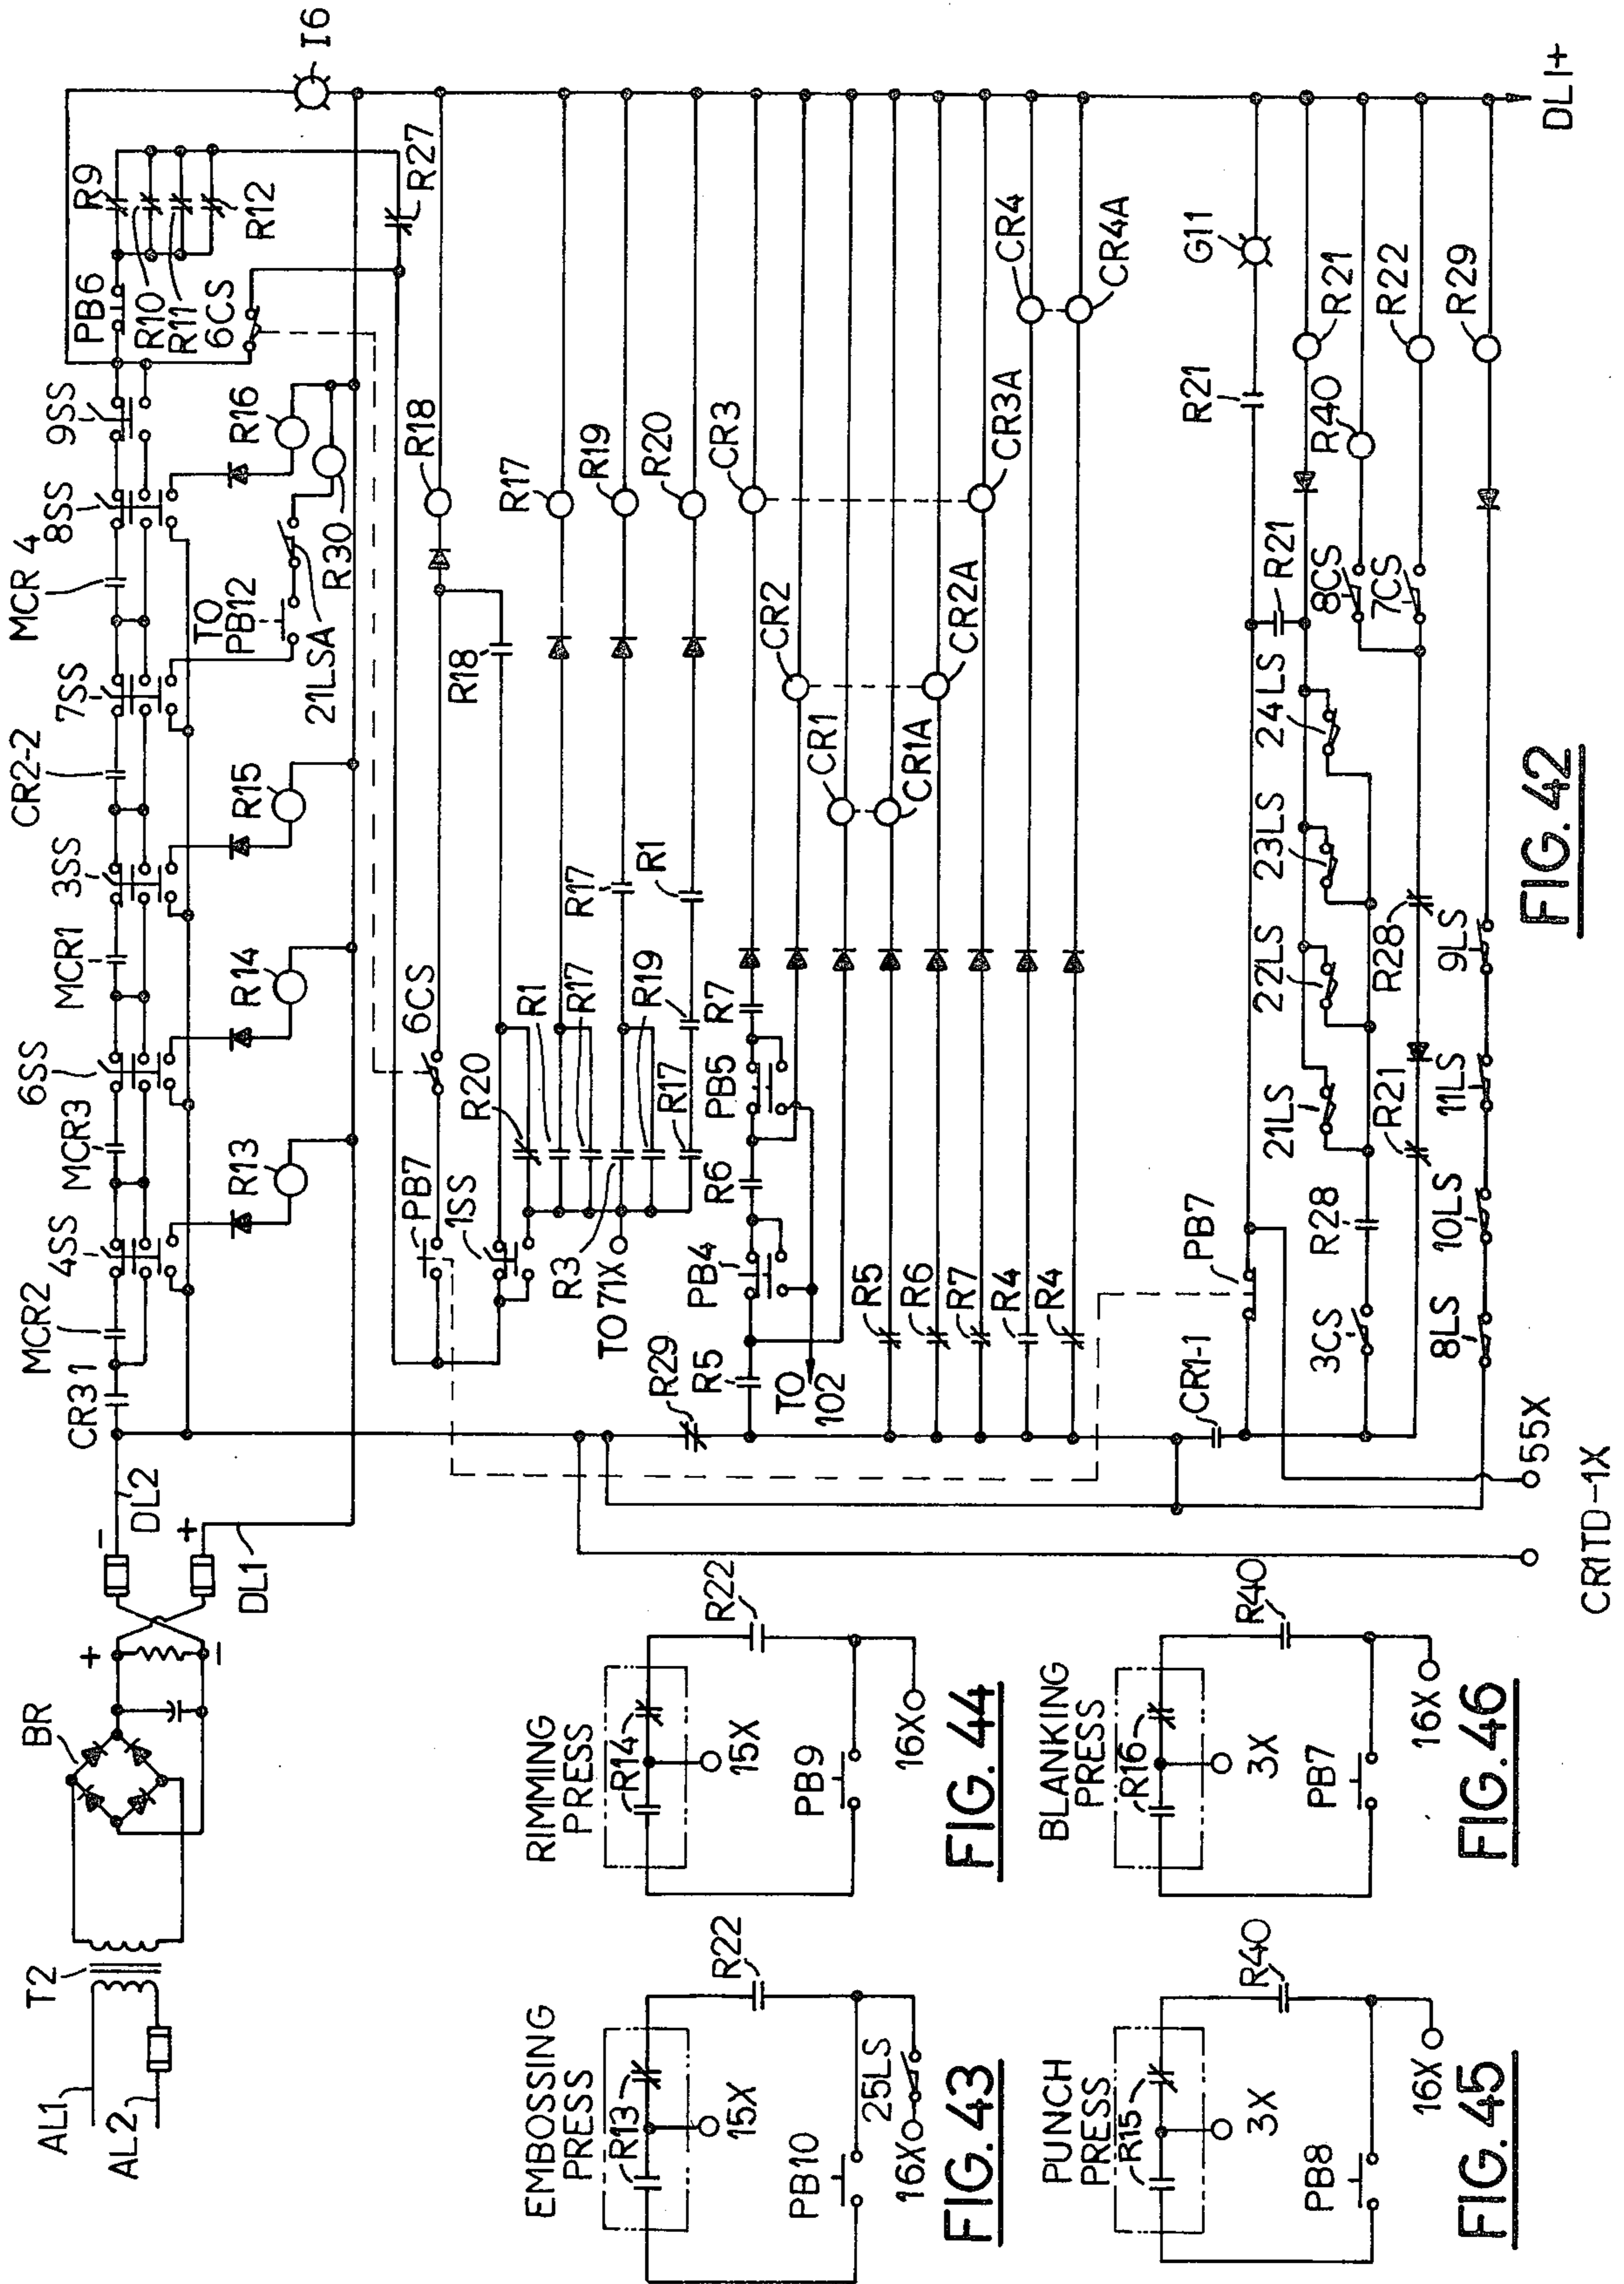 AL1
AL2
T2
BR
+
−
−
+
DL2
DL1
CR31
MCR2
4SS
MCR3
6SS
MCR1
3SS
CR2-2
7SS
MCR 4
8SS
9SS
PB6
R9
R10
R11
R12
6CS
R27
I6
R13
R14
R15
TO
PB12
21LSA
R30
R16
PB7
6CS
R18
1SS
R20
R18
R1
R17
R17
R3
TO 71X
R19
R17
R19
R17
R1
R20
R29
R5
PB4
R6
PB5
R7
CR3
TO
102
CR2
CR1
R5
CR1A
R6
CR2A
R7
CR3A
R4
CR4
R4
CR4A
CR1-1
PB7
R21
R21
G11
21LS
22LS
23LS
24LS
R21
3CS
R28
8CS
R40
R21
R28
7CS
R22
8LS
10LS
11LS
9LS
R29
55X
CR1TD-1X
DL1+
FIG. 42
EMBOSSING
PRESS
R13
15X
R22
PB10
25LS
16X
FIG. 43
RIMMING
PRESS
R14
15X
R22
PB9
16X
FIG. 44
PUNCH
PRESS
R15
3X
R40
PB8
16X
FIG. 45
BLANKING
PRESS
R16
3X
R40
PB7
16X
FIG. 46